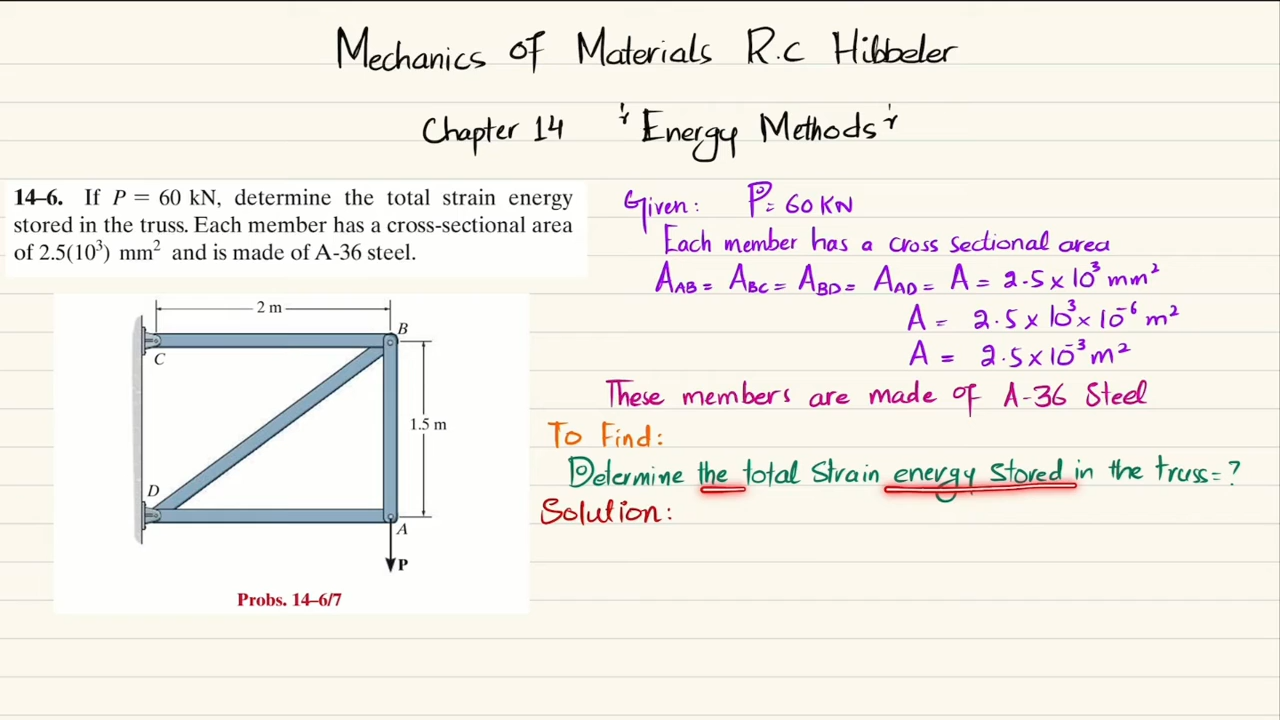 Mechanics of Materials R.C Hibbeler
Chapter 14 "Energy Methods"
14–6. If P = 60 kN, determine the total strain energy
stored in the truss. Each member has a cross-sectional area
of 2.5(10³) mm² and is made of A-36 steel.
2 m
B
C
1.5 m
D
A
P
Probs. 14–6/7
Given: P = 60 KN
Each member has a cross sectional area
A_AB = A_BC = A_BD = A_AD = A = 2.5 × 10³ mm²
A = 2.5 × 10³ × 10⁻⁶ m²
A = 2.5 × 10⁻³ m²
These members are made of A-36 Steel
To Find:
Determine the total Strain energy stored in the truss = ?
Solution: